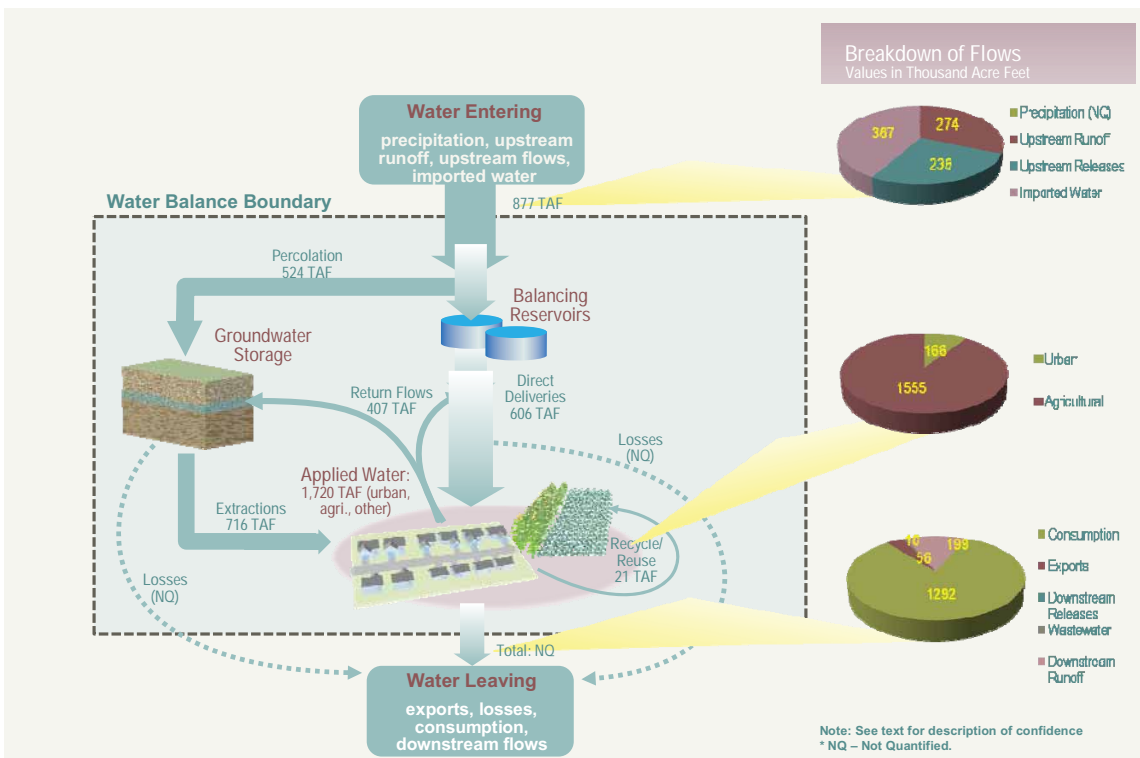 Breakdown of Flows
Values in Thousand Acre Feet
Water Entering
precipitation, upstream
runoff, upstream flows,
imported water
877 TAF
367
274
236
Precipitation (NQ)
Upstream Runoff
Upstream Releases
Imported Water
Water Balance Boundary
Percolation
524 TAF
Balancing
Reservoirs
Groundwater
Storage
Return Flows
407 TAF
Direct
Deliveries
606 TAF
Losses
(NQ)
166
1555
Urban
Agricultural
Applied Water:
1,720 TAF (urban,
agri., other)
Extractions
716 TAF
Recycle/
Reuse
21 TAF
Losses
(NQ)
56
199
1292
Consumption
Exports
Downstream
Releases
Wastewater
Downstream
Runoff
Total: NQ
Water Leaving
exports, losses,
consumption,
downstream flows
Note: See text for description of confidence
* NQ – Not Quantified.